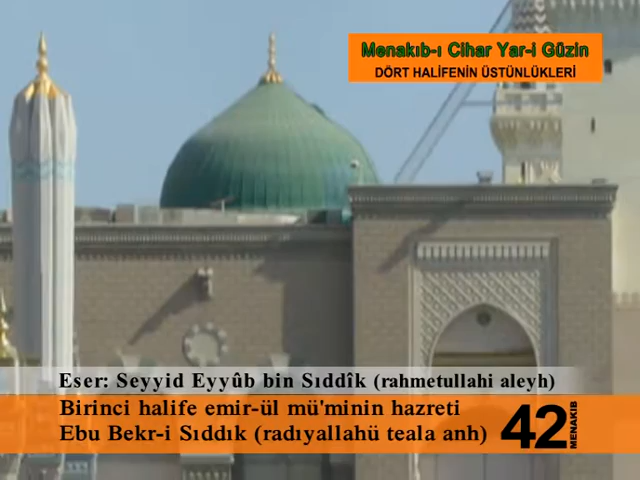 Menakıb-ı Cihar Yar-i Güzin
DÖRT HALİFENİN ÜSTÜNLÜKLERİ
Eser: Seyyid Eyyûb bin Sıddîk (rahmetullahi aleyh)
Birinci halife emir-ül mü'minin hazreti
Ebu Bekr-i Sıddık (radıyallahü teala anh)
42
MENAKIB